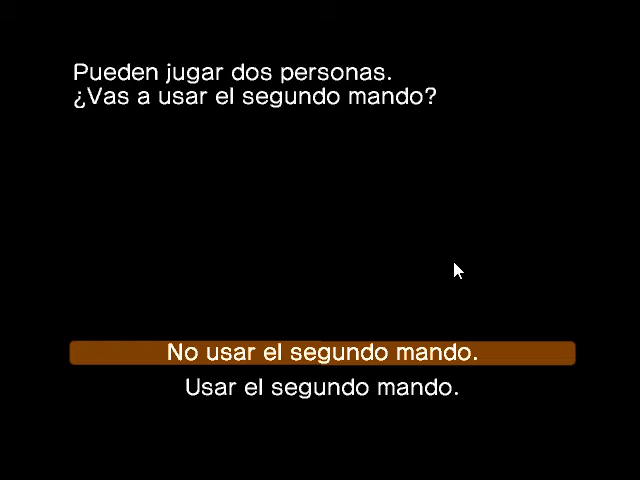 Pueden jugar dos personas.
¿Vas a usar el segundo mando?
No usar el segundo mando.
Usar el segundo mando.